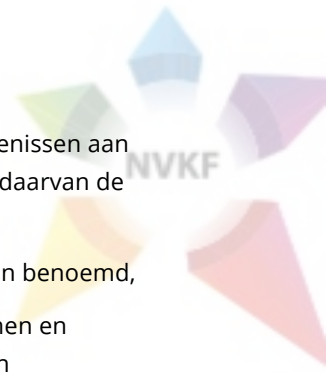 enissen aan
NVKF
daarvan de
n benoemd,
nen en
n